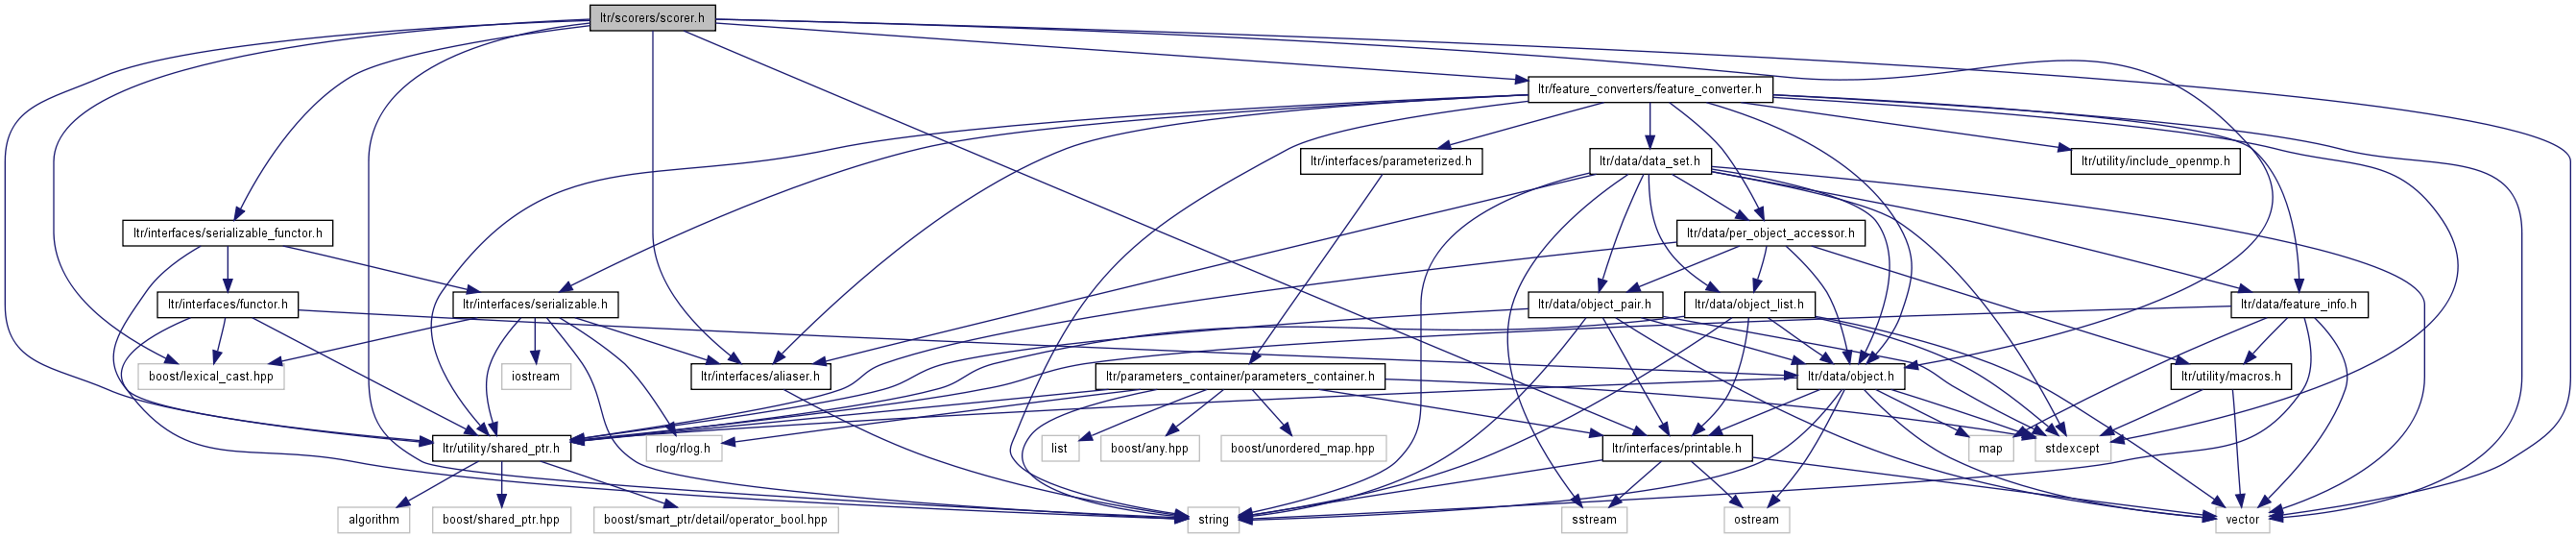 ltr/scorers/scorer.h
ltr/feature_converters/feature_converter.h
ltr/interfaces/parameterized.h
ltr/data/data_set.h
ltr/utility/include_openmp.h
ltr/interfaces/serializable_functor.h
ltr/data/per_object_accessor.h
ltr/interfaces/functor.h
ltr/interfaces/serializable.h
ltr/data/object_pair.h
ltr/data/object_list.h
ltr/data/feature_info.h
boost/lexical_cast.hpp
iostream
ltr/interfaces/aliaser.h
ltr/parameters_container/parameters_container.h
ltr/data/object.h
ltr/utility/macros.h
ltr/utility/shared_ptr.h
rlog/rlog.h
list
boost/any.hpp
boost/unordered_map.hpp
ltr/interfaces/printable.h
map
stdexcept
algorithm
boost/shared_ptr.hpp
boost/smart_ptr/detail/operator_bool.hpp
string
sstream
ostream
vector